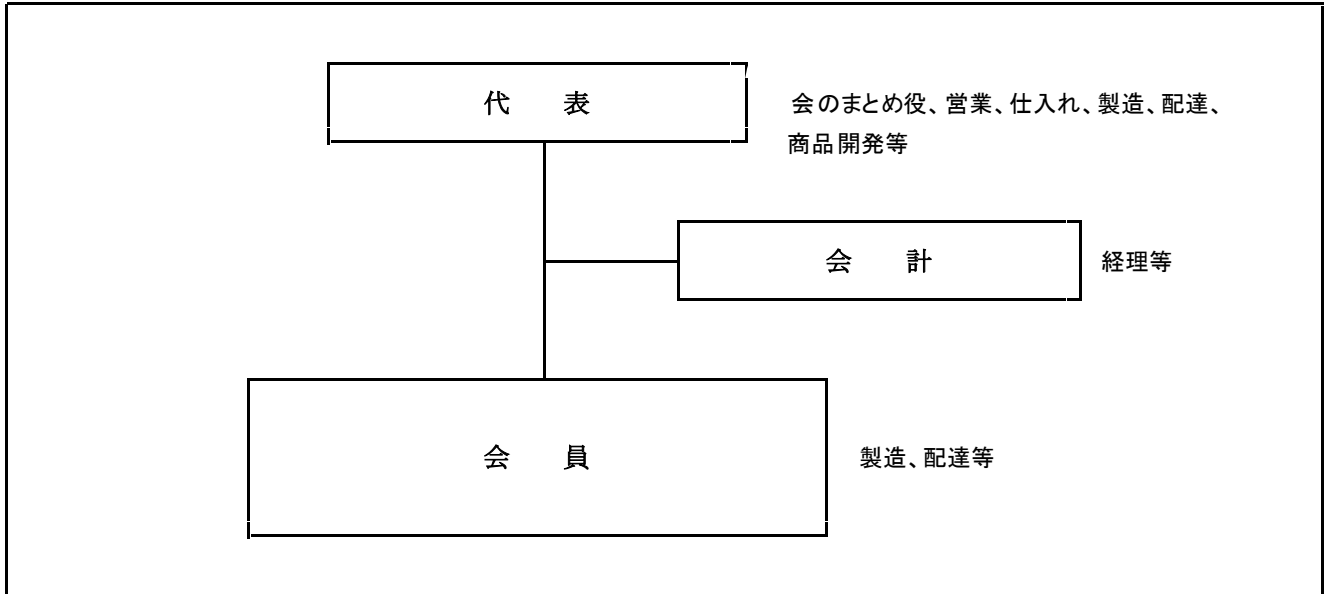 代　表
会のまとめ役、営業、仕入れ、製造、配達、
商品開発等
会　計
経理等
会　員
製造、配達等